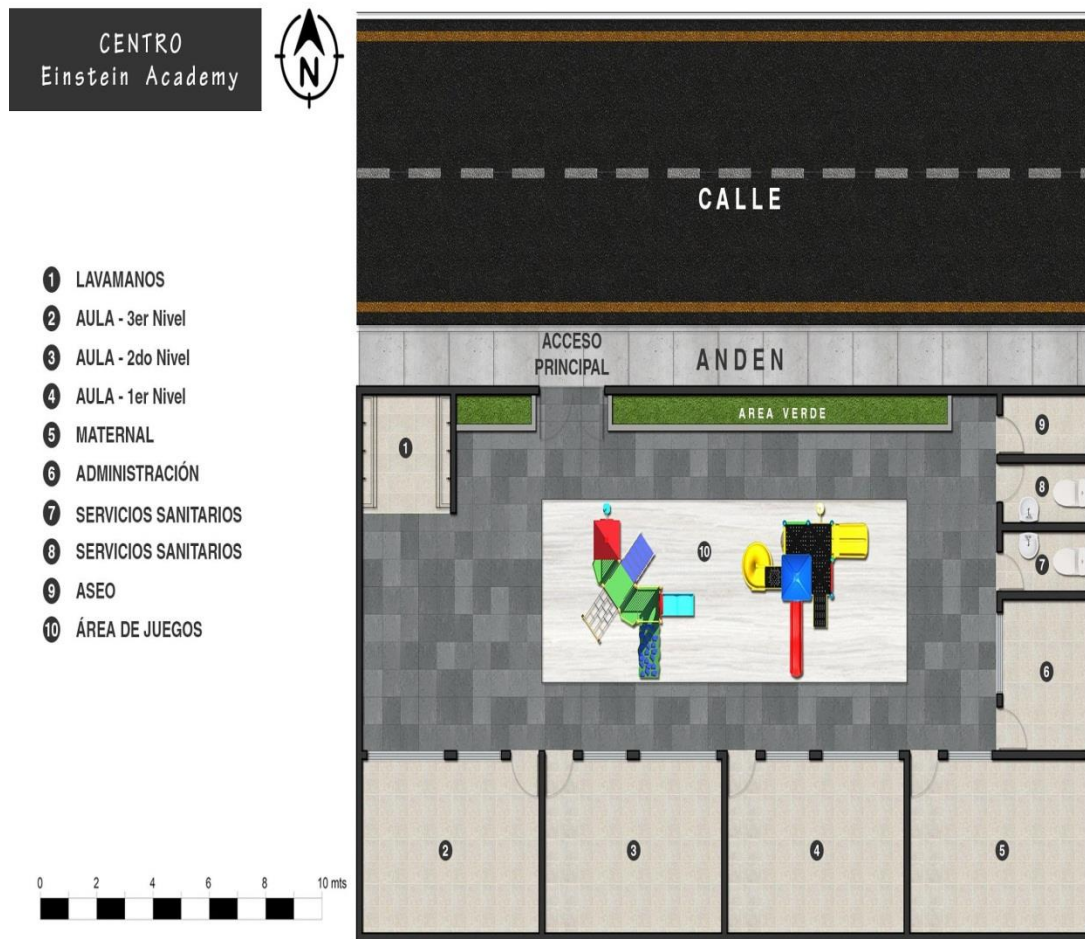 CENTRO
Einstein Academy
N
CALLE
1 LAVAMANOS
2 AULA - 3er Nivel
3 AULA - 2do Nivel
4 AULA - 1er Nivel
5 MATERNAL
6 ADMINISTRACIÓN
7 SERVICIOS SANITARIOS
8 SERVICIOS SANITARIOS
9 ASEO
10 ÁREA DE JUEGOS
ACCESO
PRINCIPAL
ANDEN
AREA VERDE
1
9
8
10
7
6
2
3
4
5
0 2 4 6 8 10 mts